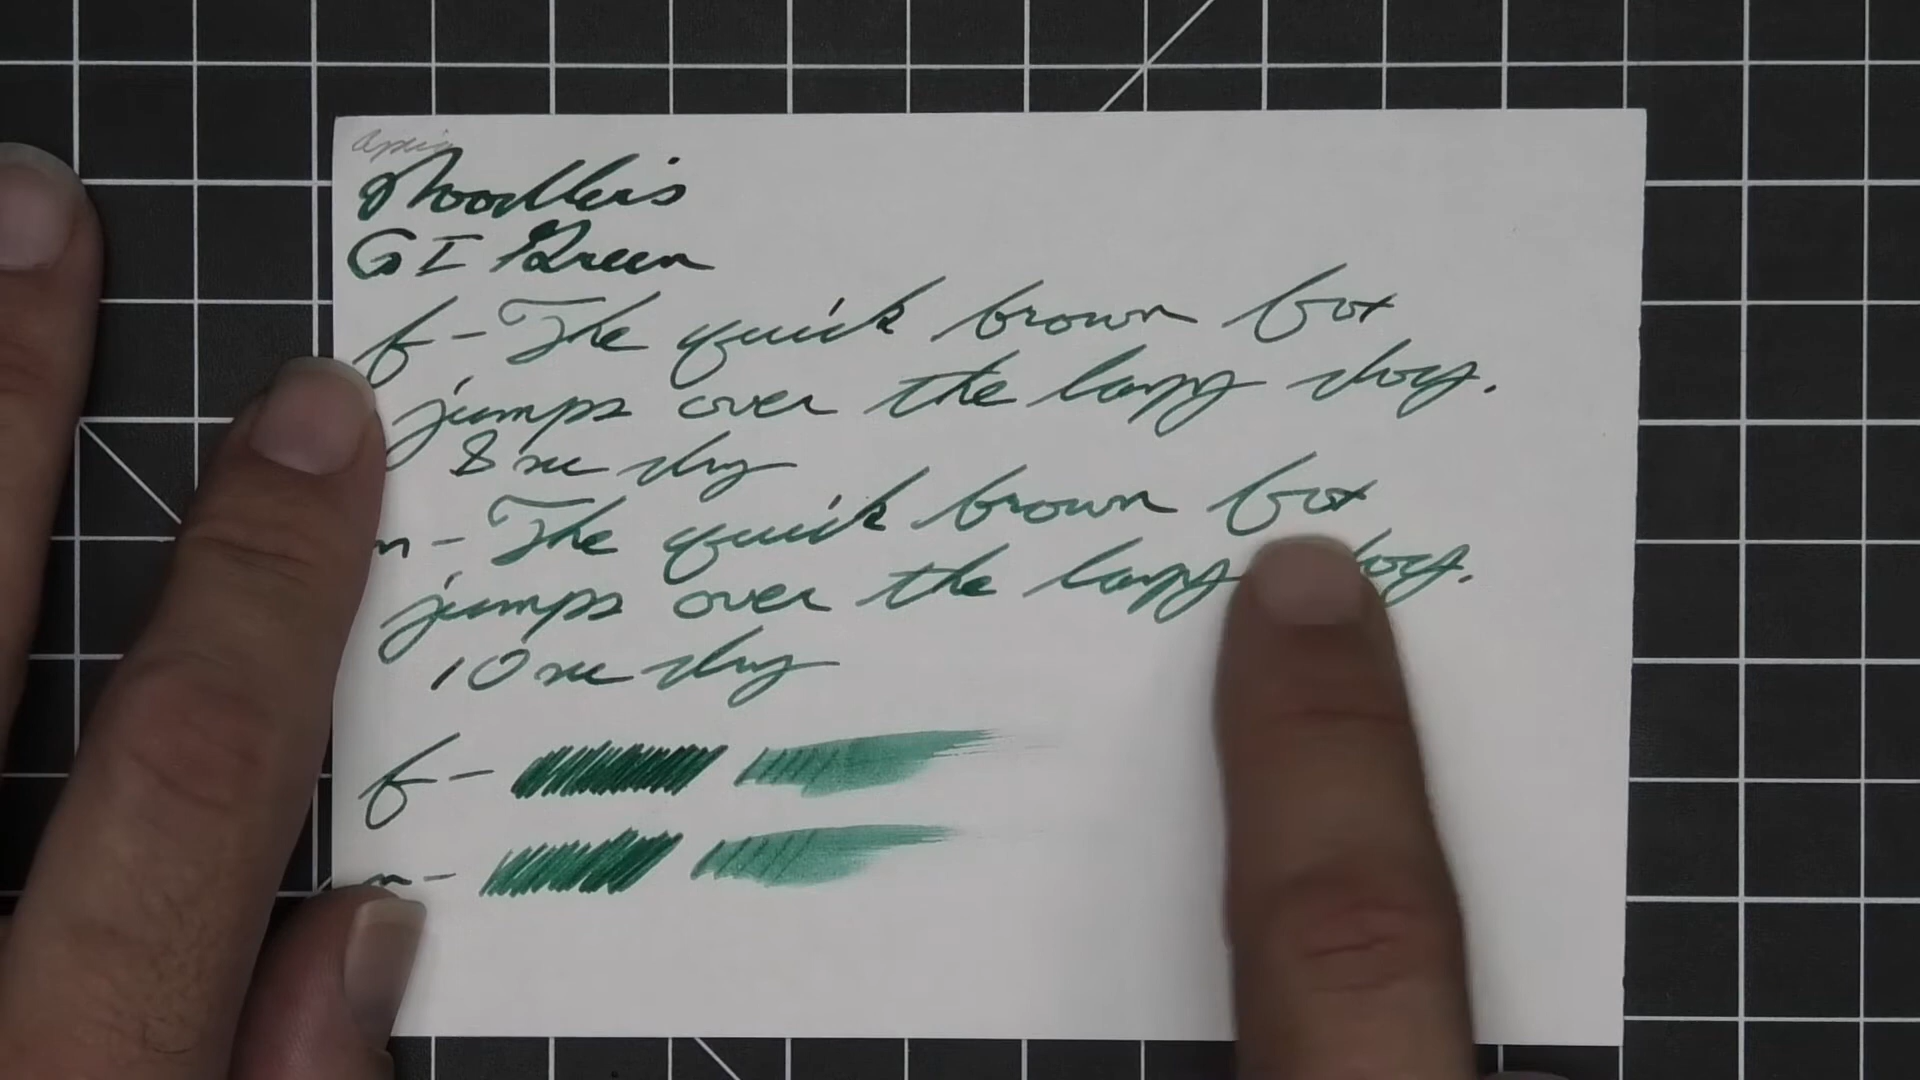 Noodler's
GI Green
f - The quick brown fox
jumps over the lazy dog.
8 sec dry
m - The quick brown fox
jumps over the lazy dog.
10 sec dry
f -
m -